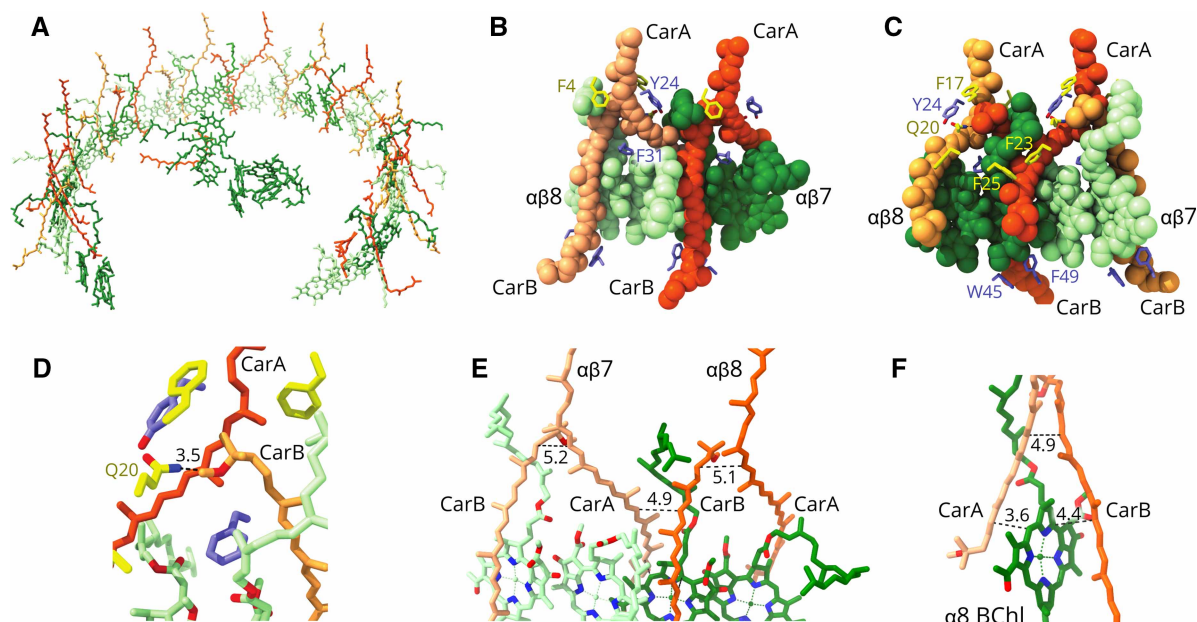 A
B
CarA
CarA
F4
Y24
F31
αβ8
αβ7
CarB
CarB
C
CarA
CarA
F17
Y24
Q20
F23
F25
αβ8
αβ7
W45
F49
CarB
CarB
D
CarA
3.5
Q20
CarB
E
αβ7
αβ8
5.2
5.1
CarB
CarA
4.9
CarB
CarA
F
4.9
CarA
3.6
4.4
CarB
α8 BChl